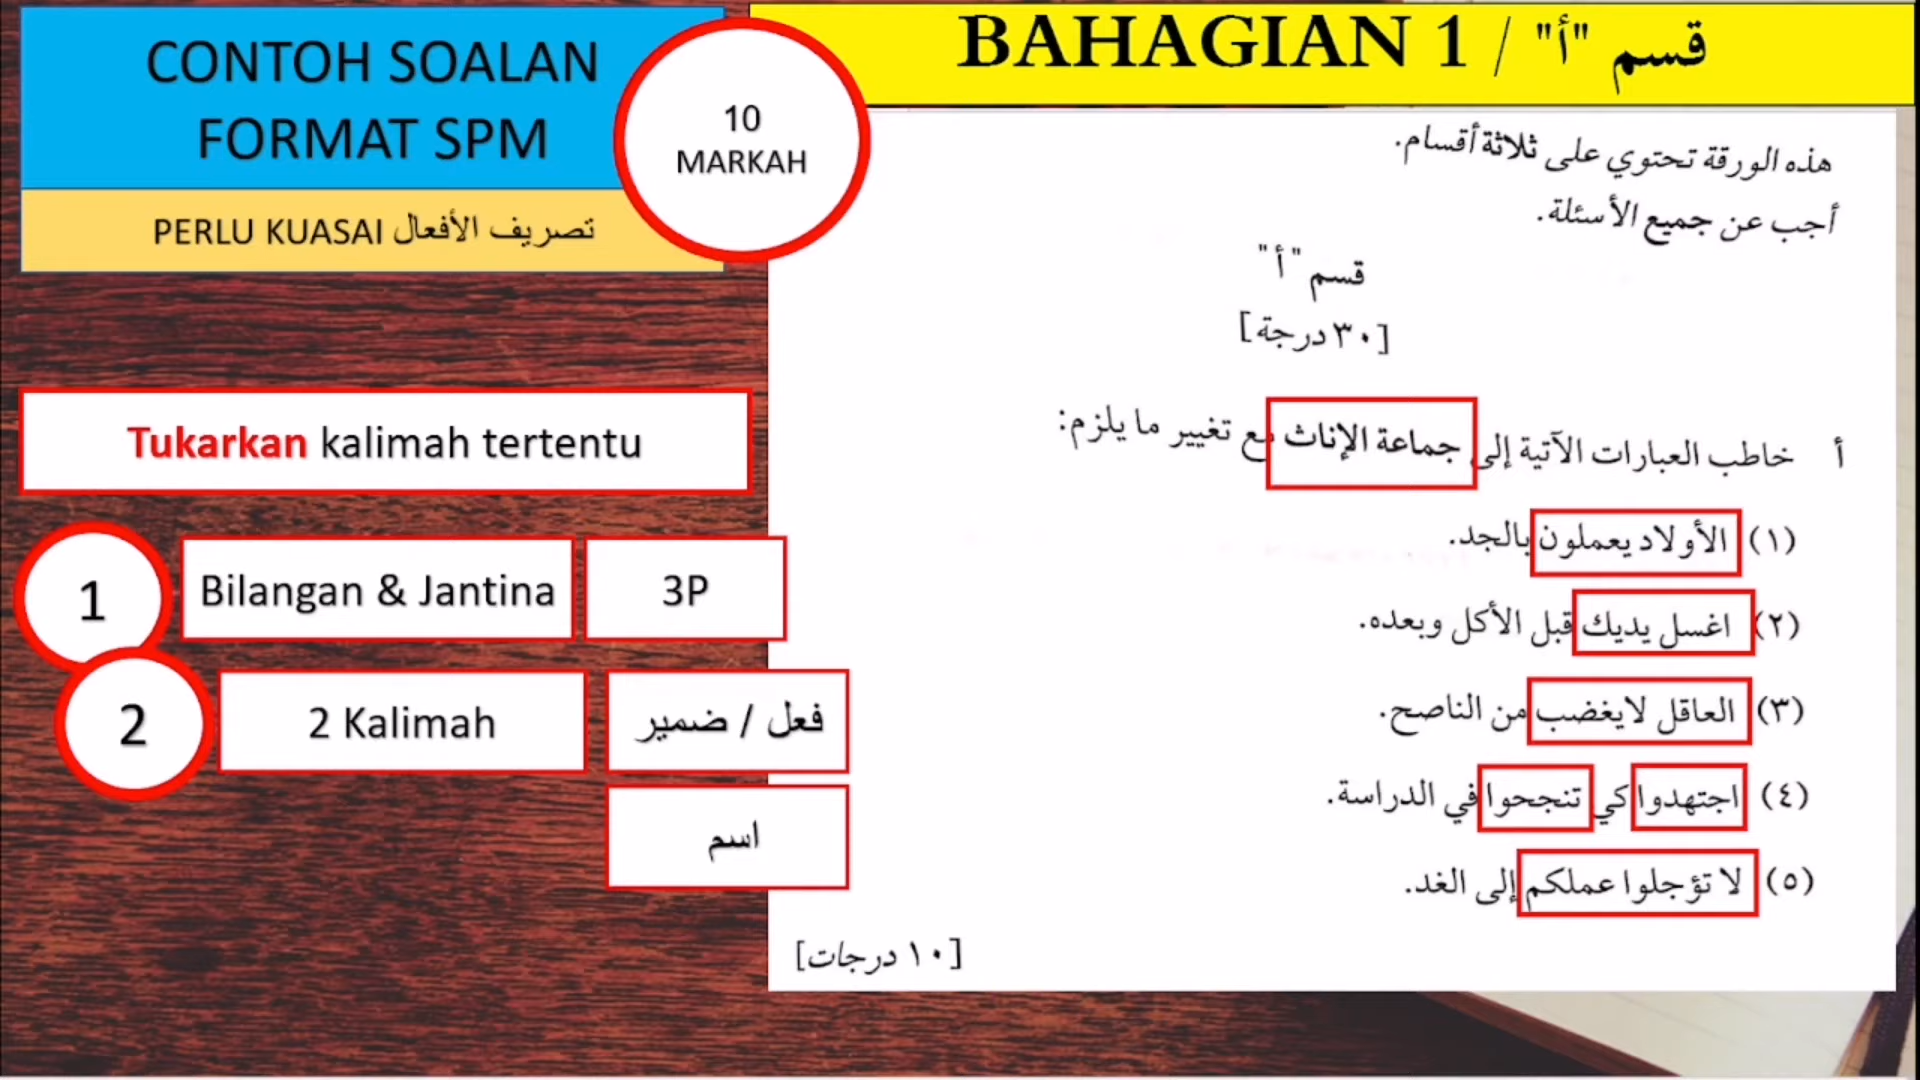 CONTOH SOALAN
FORMAT SPM
PERLU KUASAI تصريف الأفعال
10
MARKAH
BAHAGIAN 1 / قسم "أ"
Tukarkan kalimah tertentu
1
Bilangan & Jantina
3P
2
2 Kalimah
فعل / ضمير
اسم
هذه الورقة تحتوي على ثلاثة أقسام.
أجب عن جميع الأسئلة.
قسم "أ"
[٣٠ درجة]
أ خاطب العبارات الآتية إلى جماعة الإناث مع تغيير ما يلزم:
(١) الأولاد يعملون بالجد.
(٢) اغسل يديك قبل الأكل وبعده.
(٣) العاقل لا يغضب من الناصح.
(٤) اجتهدوا كي تنجحوا في الدراسة.
(٥) لا تؤجلوا عملكم إلى الغد.
[١٠ درجات]